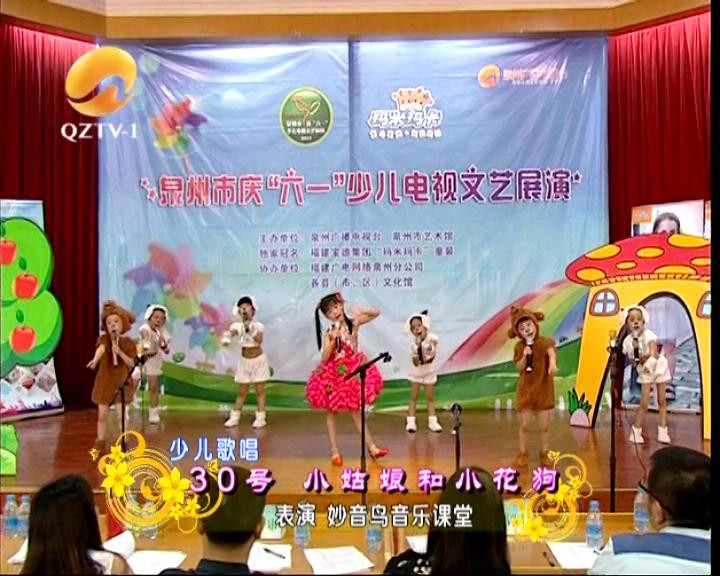 QZTV-1
玛米玛卡
泉州市庆“六一”少儿电视文艺展演
主办单位 泉州广播电视台 泉州市艺术馆
独家冠名 福建宝德集团“玛米玛卡”童装
协办单位 福建广电网络泉州分公司
各县（市、区）文化馆
少儿歌唱
30号 小姑娘和小花狗
表演 妙音鸟音乐课堂